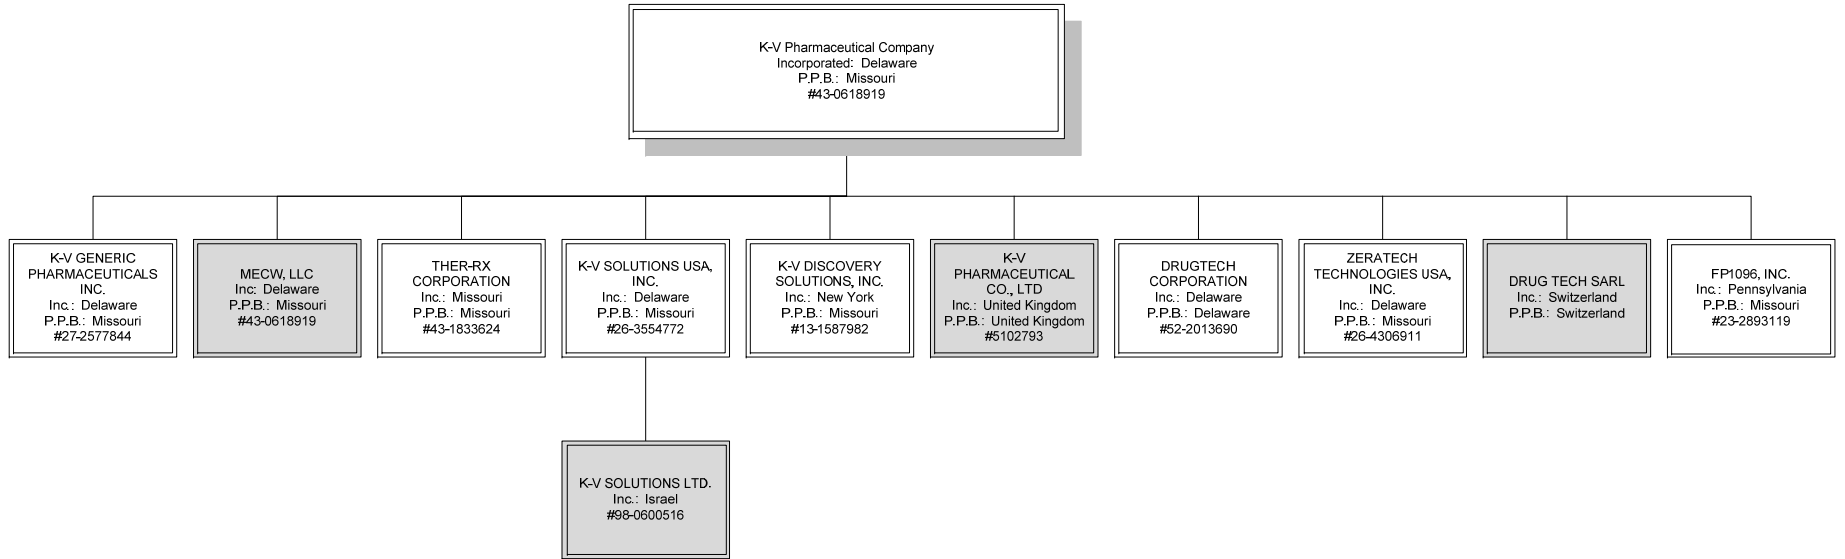 K-V Pharmaceutical Company
Incorporated: Delaware
P.P.B.: Missouri
#43-0618919
K-V GENERIC
PHARMACEUTICALS
INC.
Inc.: Delaware
P.P.B.: Missouri
#27-2577844
MECW, LLC
Inc: Delaware
P.P.B.: Missouri
#43-0618919
THER-RX
CORPORATION
Inc.: Missouri
P.P.B.: Missouri
#43-1833624
K-V SOLUTIONS USA,
INC.
Inc.: Delaware
P.P.B.: Missouri
#26-3554772
K-V DISCOVERY
SOLUTIONS, INC.
Inc.: New York
P.P.B.: Missouri
#13-1587982
K-V
PHARMACEUTICAL
CO., LTD
Inc.: United Kingdom
P.P.B.: United Kingdom
#5102793
DRUGTECH
CORPORATION
Inc.: Delaware
P.P.B.: Delaware
#52-2013690
ZERATECH
TECHNOLOGIES USA,
INC.
Inc.: Delaware
P.P.B.: Missouri
#26-4306911
DRUG TECH SARL
Inc.: Switzerland
P.P.B.: Switzerland
FP1096, INC.
Inc.: Pennsylvania
P.P.B.: Missouri
#23-2893119
K-V SOLUTIONS LTD.
Inc.: Israel
#98-0600516